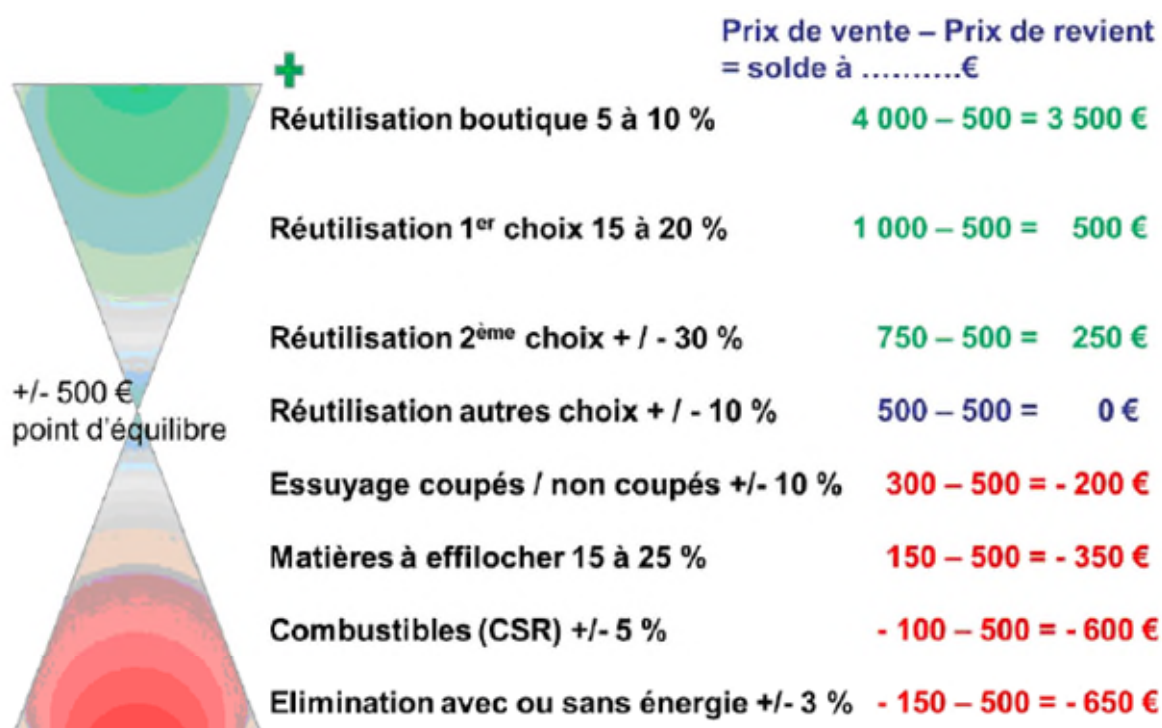 Prix de vente – Prix de revient
= solde à ..........€
+
Réutilisation boutique 5 à 10 % 4 000 – 500 = 3 500 €
Réutilisation 1er choix 15 à 20 % 1 000 – 500 = 500 €
Réutilisation 2ème choix + / - 30 % 750 – 500 = 250 €
+/- 500 €
point d'équilibre
Réutilisation autres choix + / - 10 % 500 – 500 = 0 €
Essuyage coupés / non coupés +/- 10 % 300 – 500 = - 200 €
Matières à effilocher 15 à 25 % 150 – 500 = - 350 €
Combustibles (CSR) +/- 5 % - 100 – 500 = - 600 €
Elimination avec ou sans énergie +/- 3 % - 150 – 500 = - 650 €